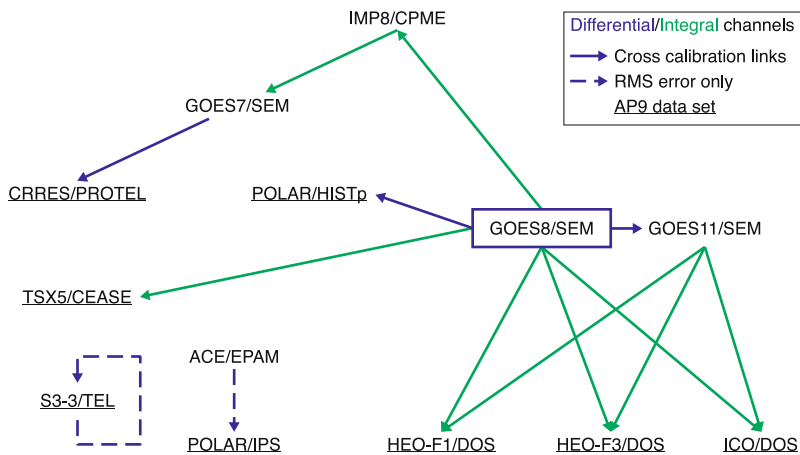 IMP8/CPME
Differential/Integral channels
Cross calibration links
RMS error only
AP9 data set
GOES7/SEM
CRRES/PROTEL
POLAR/HISTp
GOES8/SEM
GOES11/SEM
TSX5/CEASE
ACE/EPAM
S3-3/TEL
POLAR/IPS
HEO-F1/DOS
HEO-F3/DOS
ICO/DOS